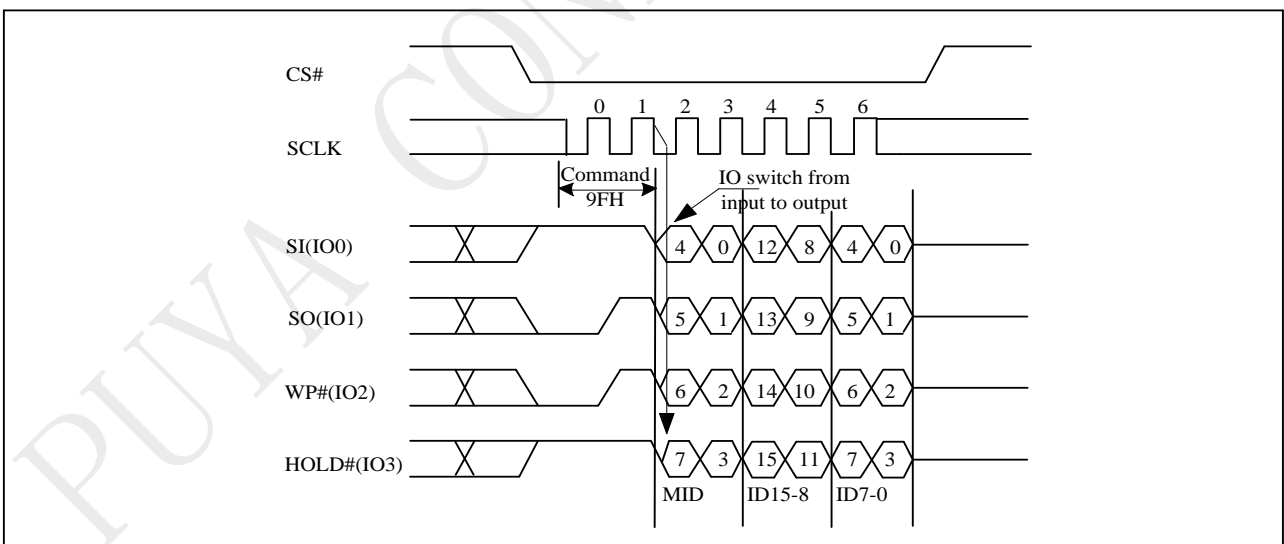 PUYA CON
CS#
0 1 2 3 4 5 6
SCLK
Command
9FH
IO switch from
input to output
SI(IO0)
4 0 12 8 4 0
SO(IO1)
5 1 13 9 5 1
WP#(IO2)
6 2 14 10 6 2
HOLD#(IO3)
7 3 15 11 7 3
MID ID15-8 ID7-0